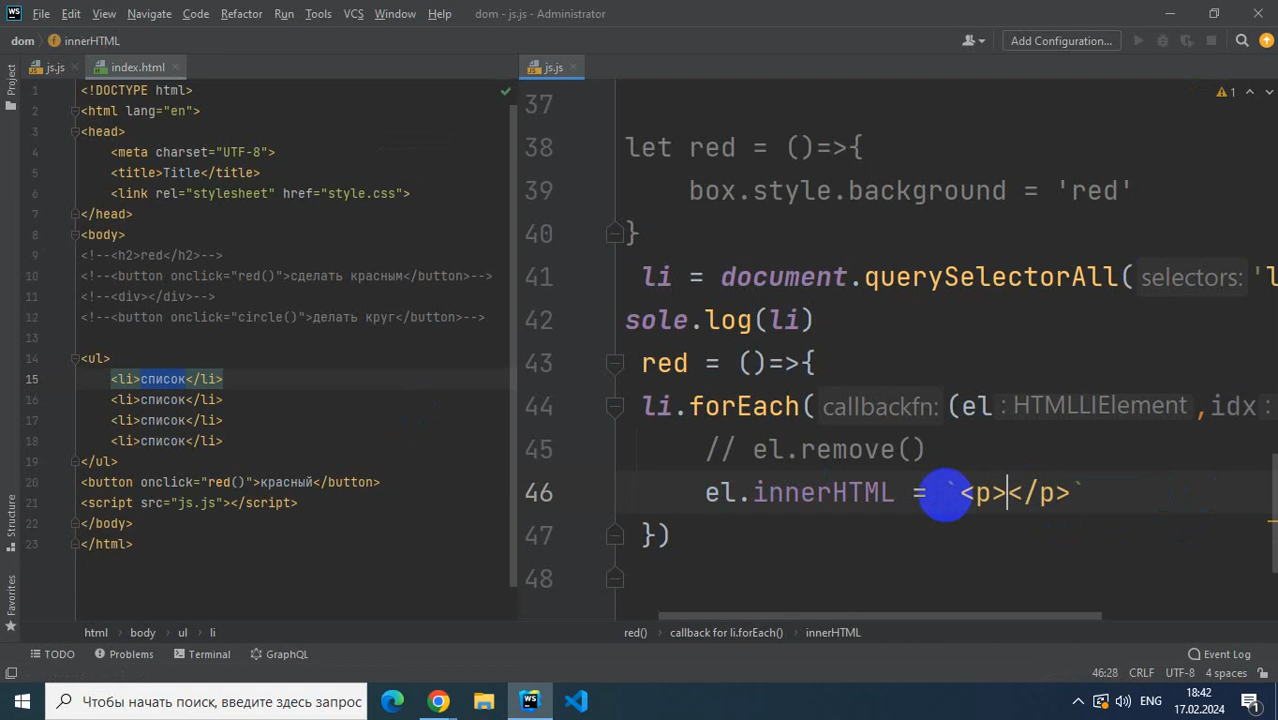 File Edit View Navigate Code Refactor Run Tools VCS Window Help dom - js.js - Administrator
dom innerHTML Add Configuration...
Project
js.js index.html js.js
1 <!DOCTYPE html>
2 <html lang="en">
3 <head>
4 <meta charset="UTF-8">
5 <title>Title</title>
6 <link rel="stylesheet" href="style.css">
7 </head>
8 <body>
9 <!--<h2>red</h2>-->
10 <!--<button onclick="red()">сделать красным</button>-->
11 <!--<div></div>-->
12 <!--<button onclick="circle()">делать круг</button>-->
13
14 <ul>
15 <li>список</li>
16 <li>список</li>
17 <li>список</li>
18 <li>список</li>
19 </ul>
20 <button onclick="red()">красный</button>
21 <script src="js.js"></script>
22 </body>
23 </html>
1
37
38 let red = ()=>{
39 box.style.background = 'red'
40 }
41 li = document.querySelectorAll( selectors: 'l
42 sole.log(li)
43 red = ()=>{
44 li.forEach( callbackfn: (el : HTMLLIElement ,idx :
45 // el.remove()
46 el.innerHTML = `<p></p>`
47 })
48
Structure
Favorites
html body ul li
red() callback for li.forEach() innerHTML
TODO Problems Terminal GraphQL Event Log
46:28 CRLF UTF-8 4 spaces
Чтобы начать поиск, введите здесь запрос
ENG 18:42
17.02.2024
1